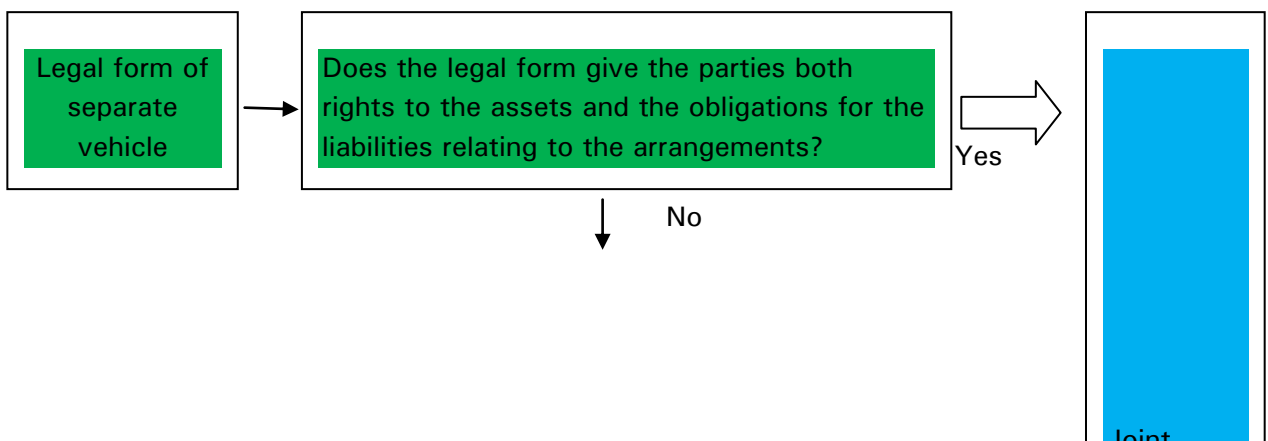 Legal form of
separate
vehicle
Does the legal form give the parties both
rights to the assets and the obligations for the
liabilities relating to the arrangements?
Yes
No
Joint